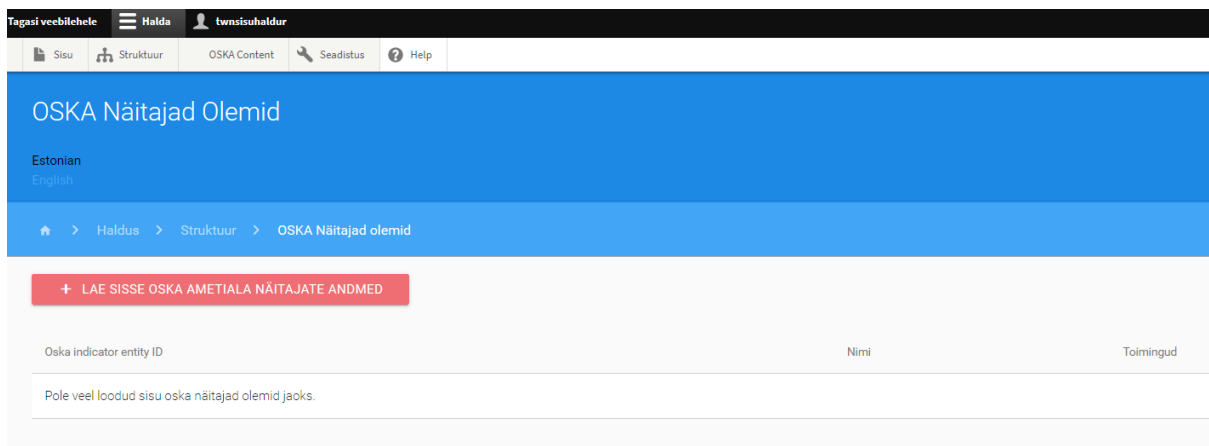 Tagasi veebilehele Halda twnsisuhaldur
Sisu Struktuur OSKA Content Seadistus Help
OSKA Näitajad Olemid
Estonian
English
Haldus > Struktuur > OSKA Näitajad olemid
+ LAE SISSE OSKA AMETIALA NÄITAJATE ANDMED
Oska indicator entity ID Nimi Toimingud
Pole veel loodud sisu oska näitajad olemid jaoks.